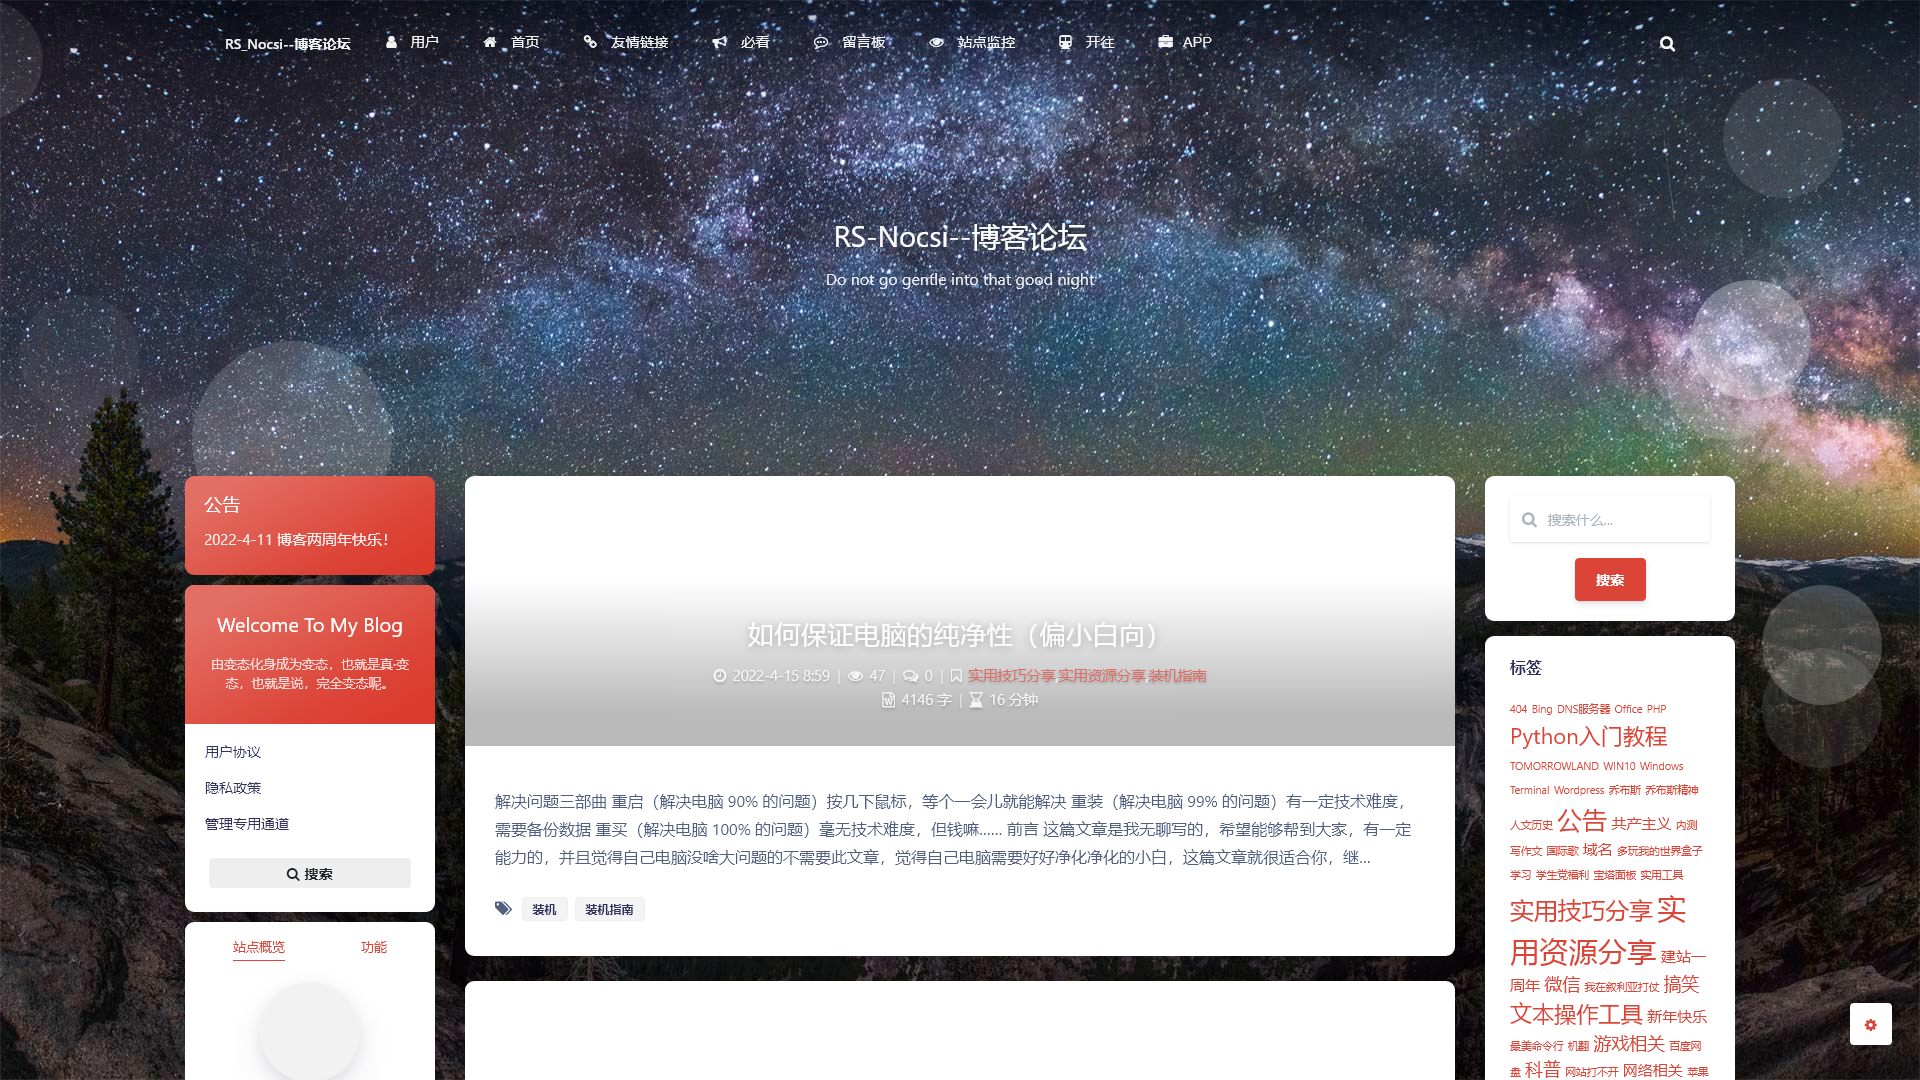 RS_Nocsi--博客论坛 用户 首页 友情链接 必看 留言板 站点监控 开往 APP
RS-Nocsi--博客论坛
Do not go gentle into that good night
公告
2022-4-11 博客两周年快乐！
Welcome To My Blog
由变态化身成为变态，也就是真·变
态，也就是说，完全变态呢。
用户协议
隐私政策
管理专用通道
搜索
站点概览 功能
如何保证电脑的纯净性（偏小白向）
2022-4-15 8:59 | 47 | 0 | 实用技巧分享,实用资源分享,装机指南
4146 字 | 16 分钟
解决问题三部曲 重启（解决电脑 90% 的问题）按几下鼠标，等个一会儿就能解决 重装（解决电脑 99% 的问题）有一定技术难度，
需要备份数据 重买（解决电脑 100% 的问题）毫无技术难度，但钱嘛…… 前言 这篇文章是我无聊写的，希望能够帮到大家，有一定
能力的，并且觉得自己电脑没啥大问题的不需要此文章，觉得自己电脑需要好好净化净化的小白，这篇文章就很适合你，继...
装机 装机指南
搜索什么...
搜索
标签
404 Bing DNS服务器 Office PHP
Python入门教程
TOMORROWLAND WIN10 Windows
Terminal Wordpress 乔布斯 乔布斯精神
人文历史 公告 共产主义 内测
写作文 国际歌 域名 多玩我的世界盒子
学习 学生党福利 宝塔面板 实用工具
实用技巧分享 实
用资源分享 建站一
周年 微信 我在叙利亚打仗 搞笑
文本操作工具 新年快乐
最美命令行 机翻 游戏相关 百度网
盘 科普 网站打不开 网络相关 苹果